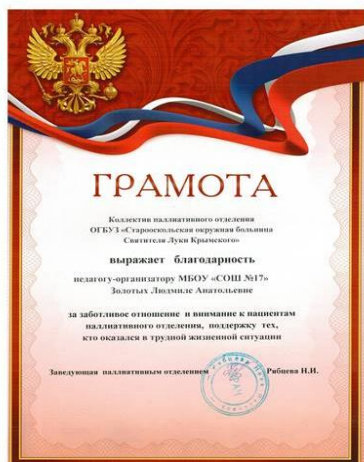 ГРАМОТА
Коллектив паллиативного отделения
ОГБУЗ «Старооскольская окружная больница
Святителя Луки Крымского»
выражает благодарность
педагогу-организатору МБОУ «СОШ №17»
Золотых Людмиле Анатольевне
за заботливое отношение и внимание к пациентам
паллиативного отделения, поддержку тех,
кто оказался в трудной жизненной ситуации
Заведующая паллиативным отделением Рябцева Н.И.